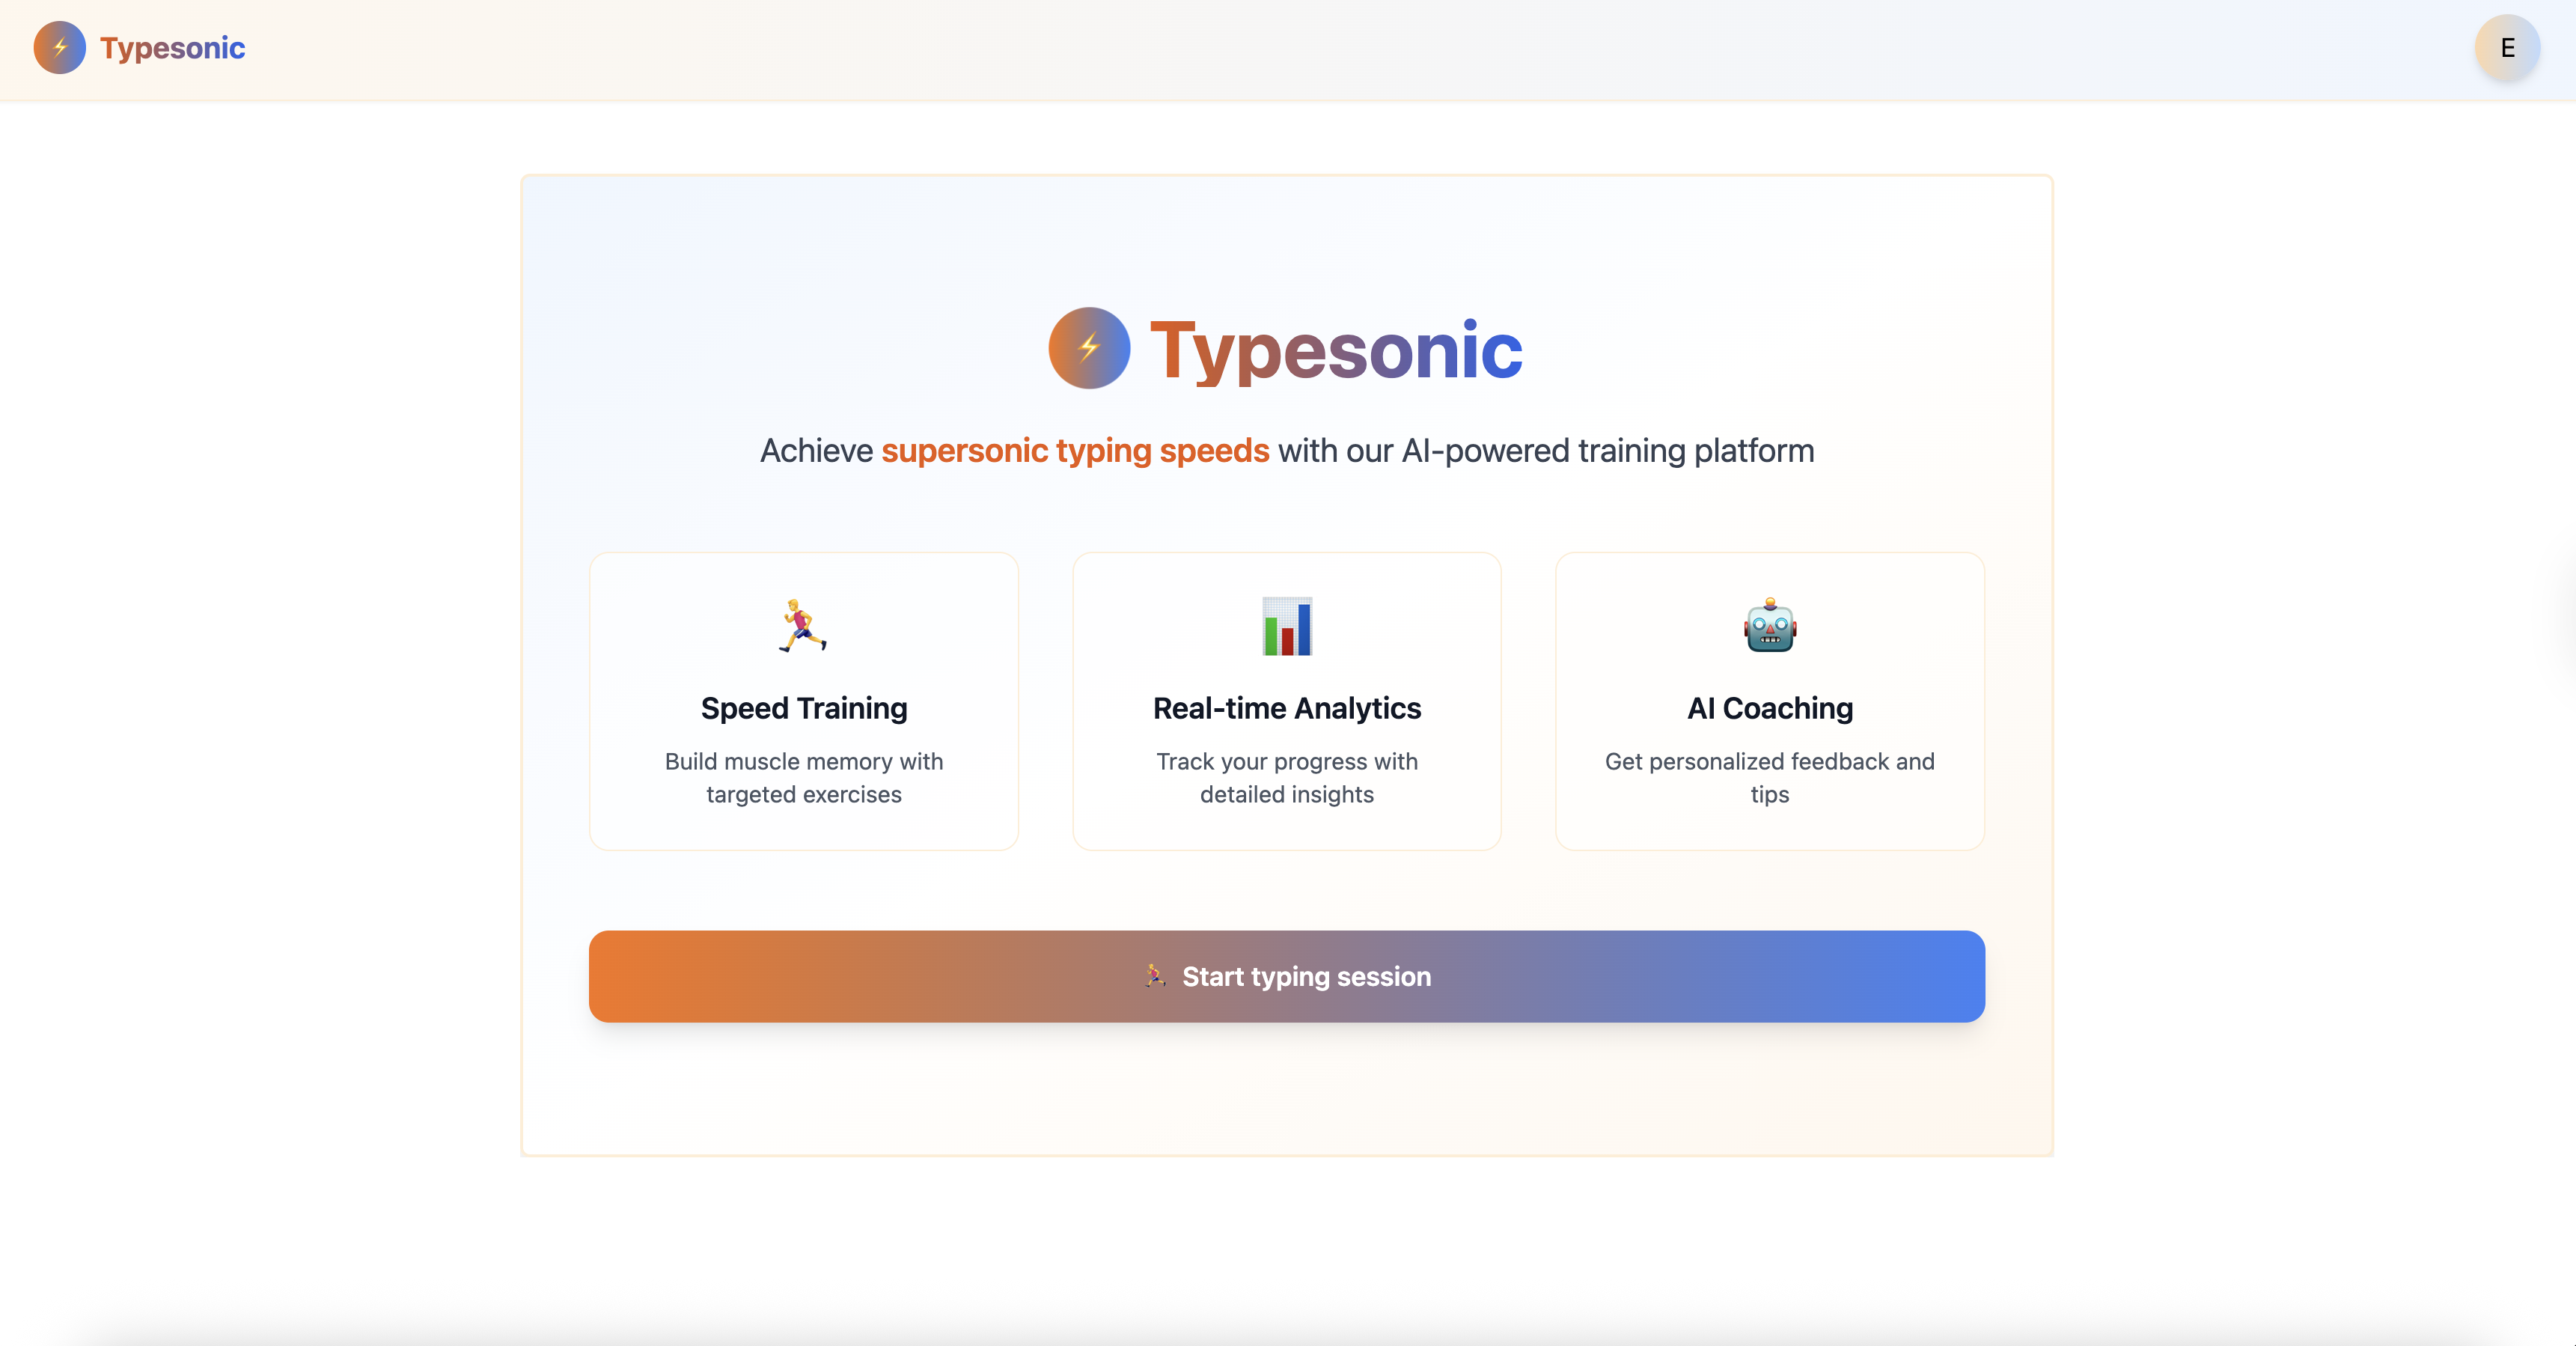 Typesonic
E
Typesonic
Achieve supersonic typing speeds with our AI-powered training platform
Speed Training
Build muscle memory with
targeted exercises
Real-time Analytics
Track your progress with
detailed insights
AI Coaching
Get personalized feedback and
tips
Start typing session